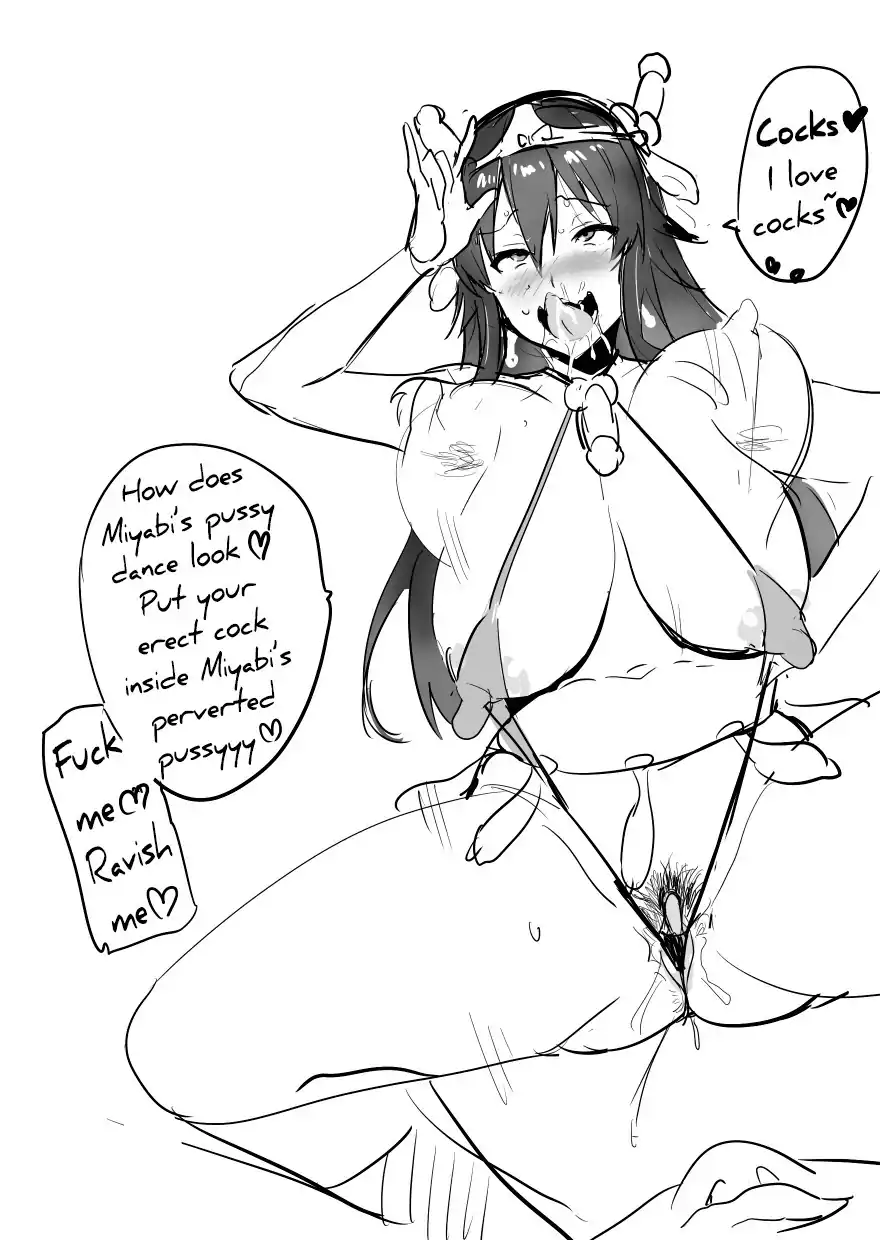 Cocks♥
I love
cocks~♥
♥ ♥
How does
Miyabi's pussy
dance look♡
Put your
erect cock
inside Miyabi's
perverted
pussyyy♡
Fuck
me♡
Ravish
me♡